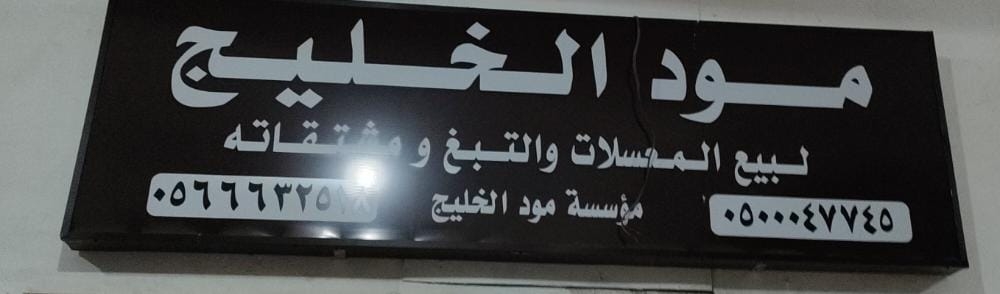 مود الخليج
لبيع المعسلات والتبغ و مشتقاته
٠٥٠٠٠٤٧٧٤٥ مؤسسة مود الخليج